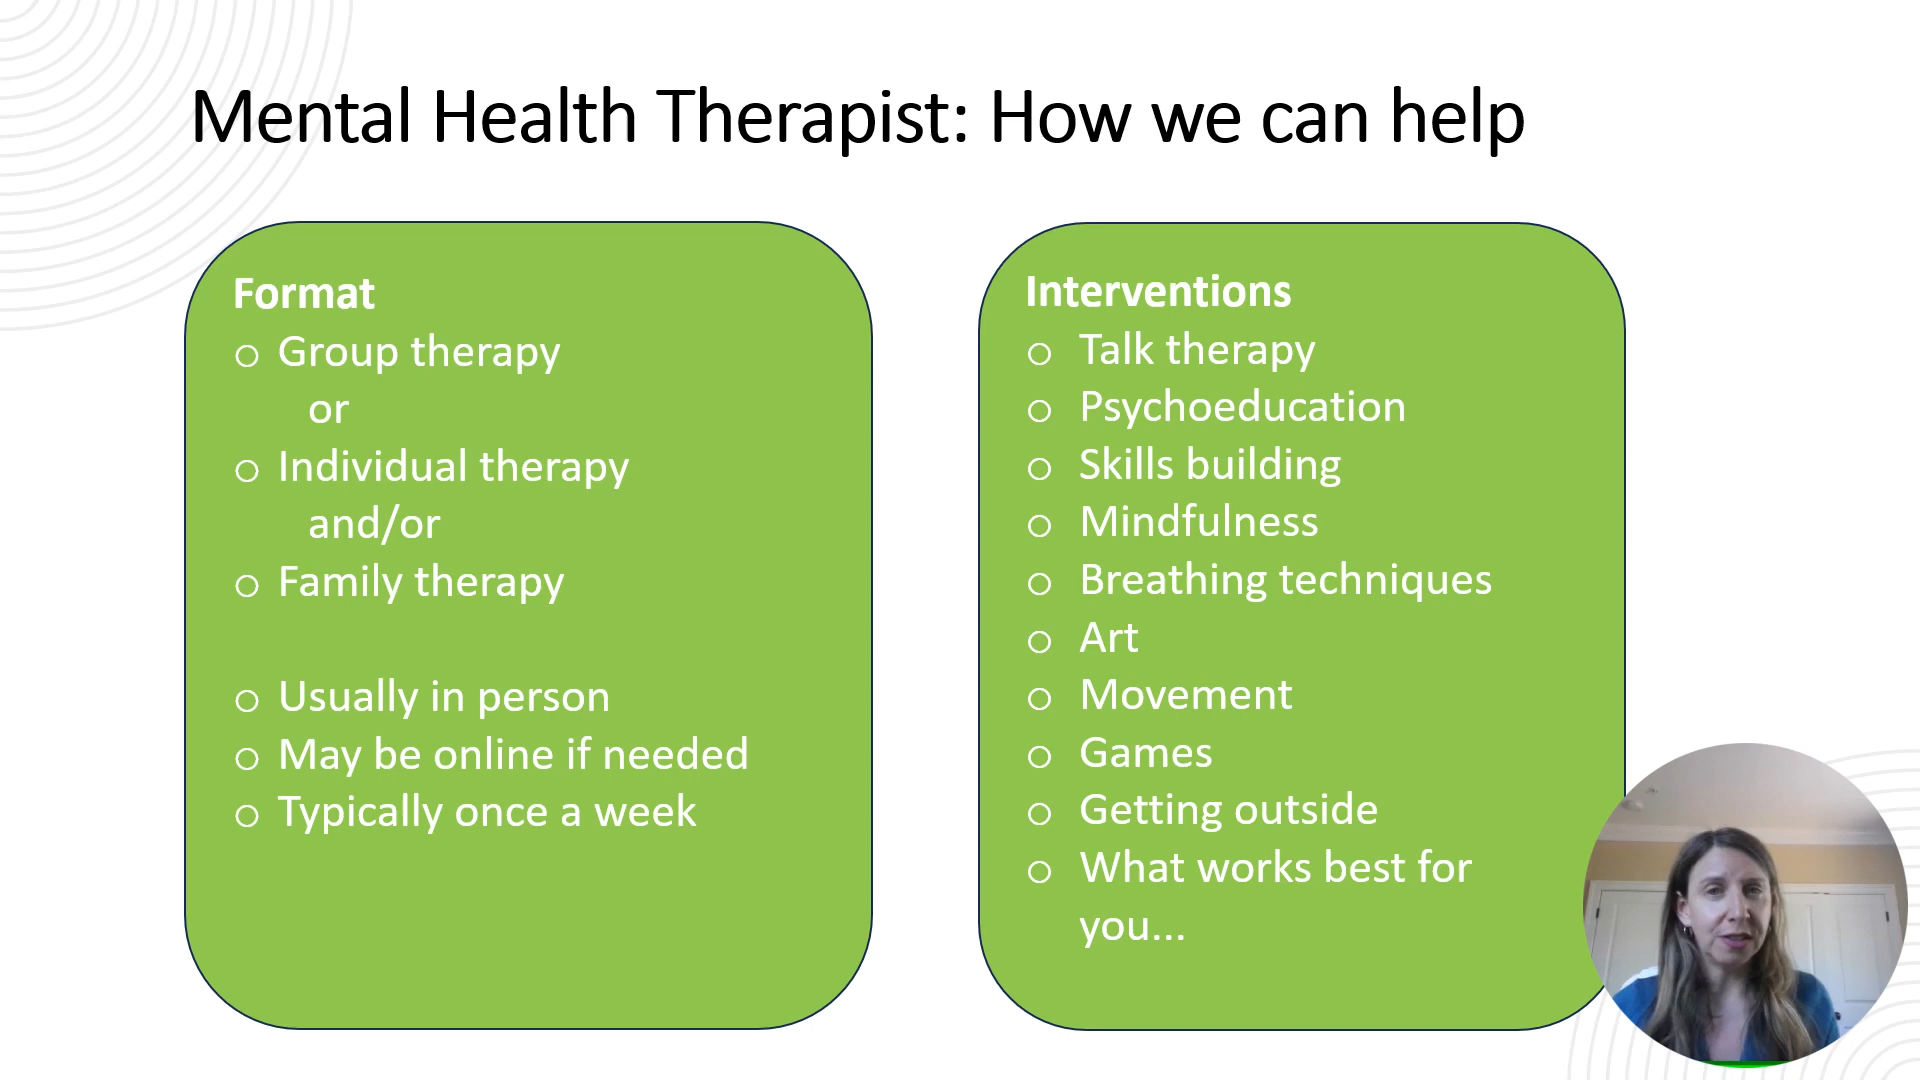 Mental Health Therapist: How we can help
Format
o Group therapy
or
o Individual therapy
and/or
o Family therapy
o Usually in person
o May be online if needed
o Typically once a week
Interventions
o Talk therapy
o Psychoeducation
o Skills building
o Mindfulness
o Breathing techniques
o Art
o Movement
o Games
o Getting outside
o What works best for
you...